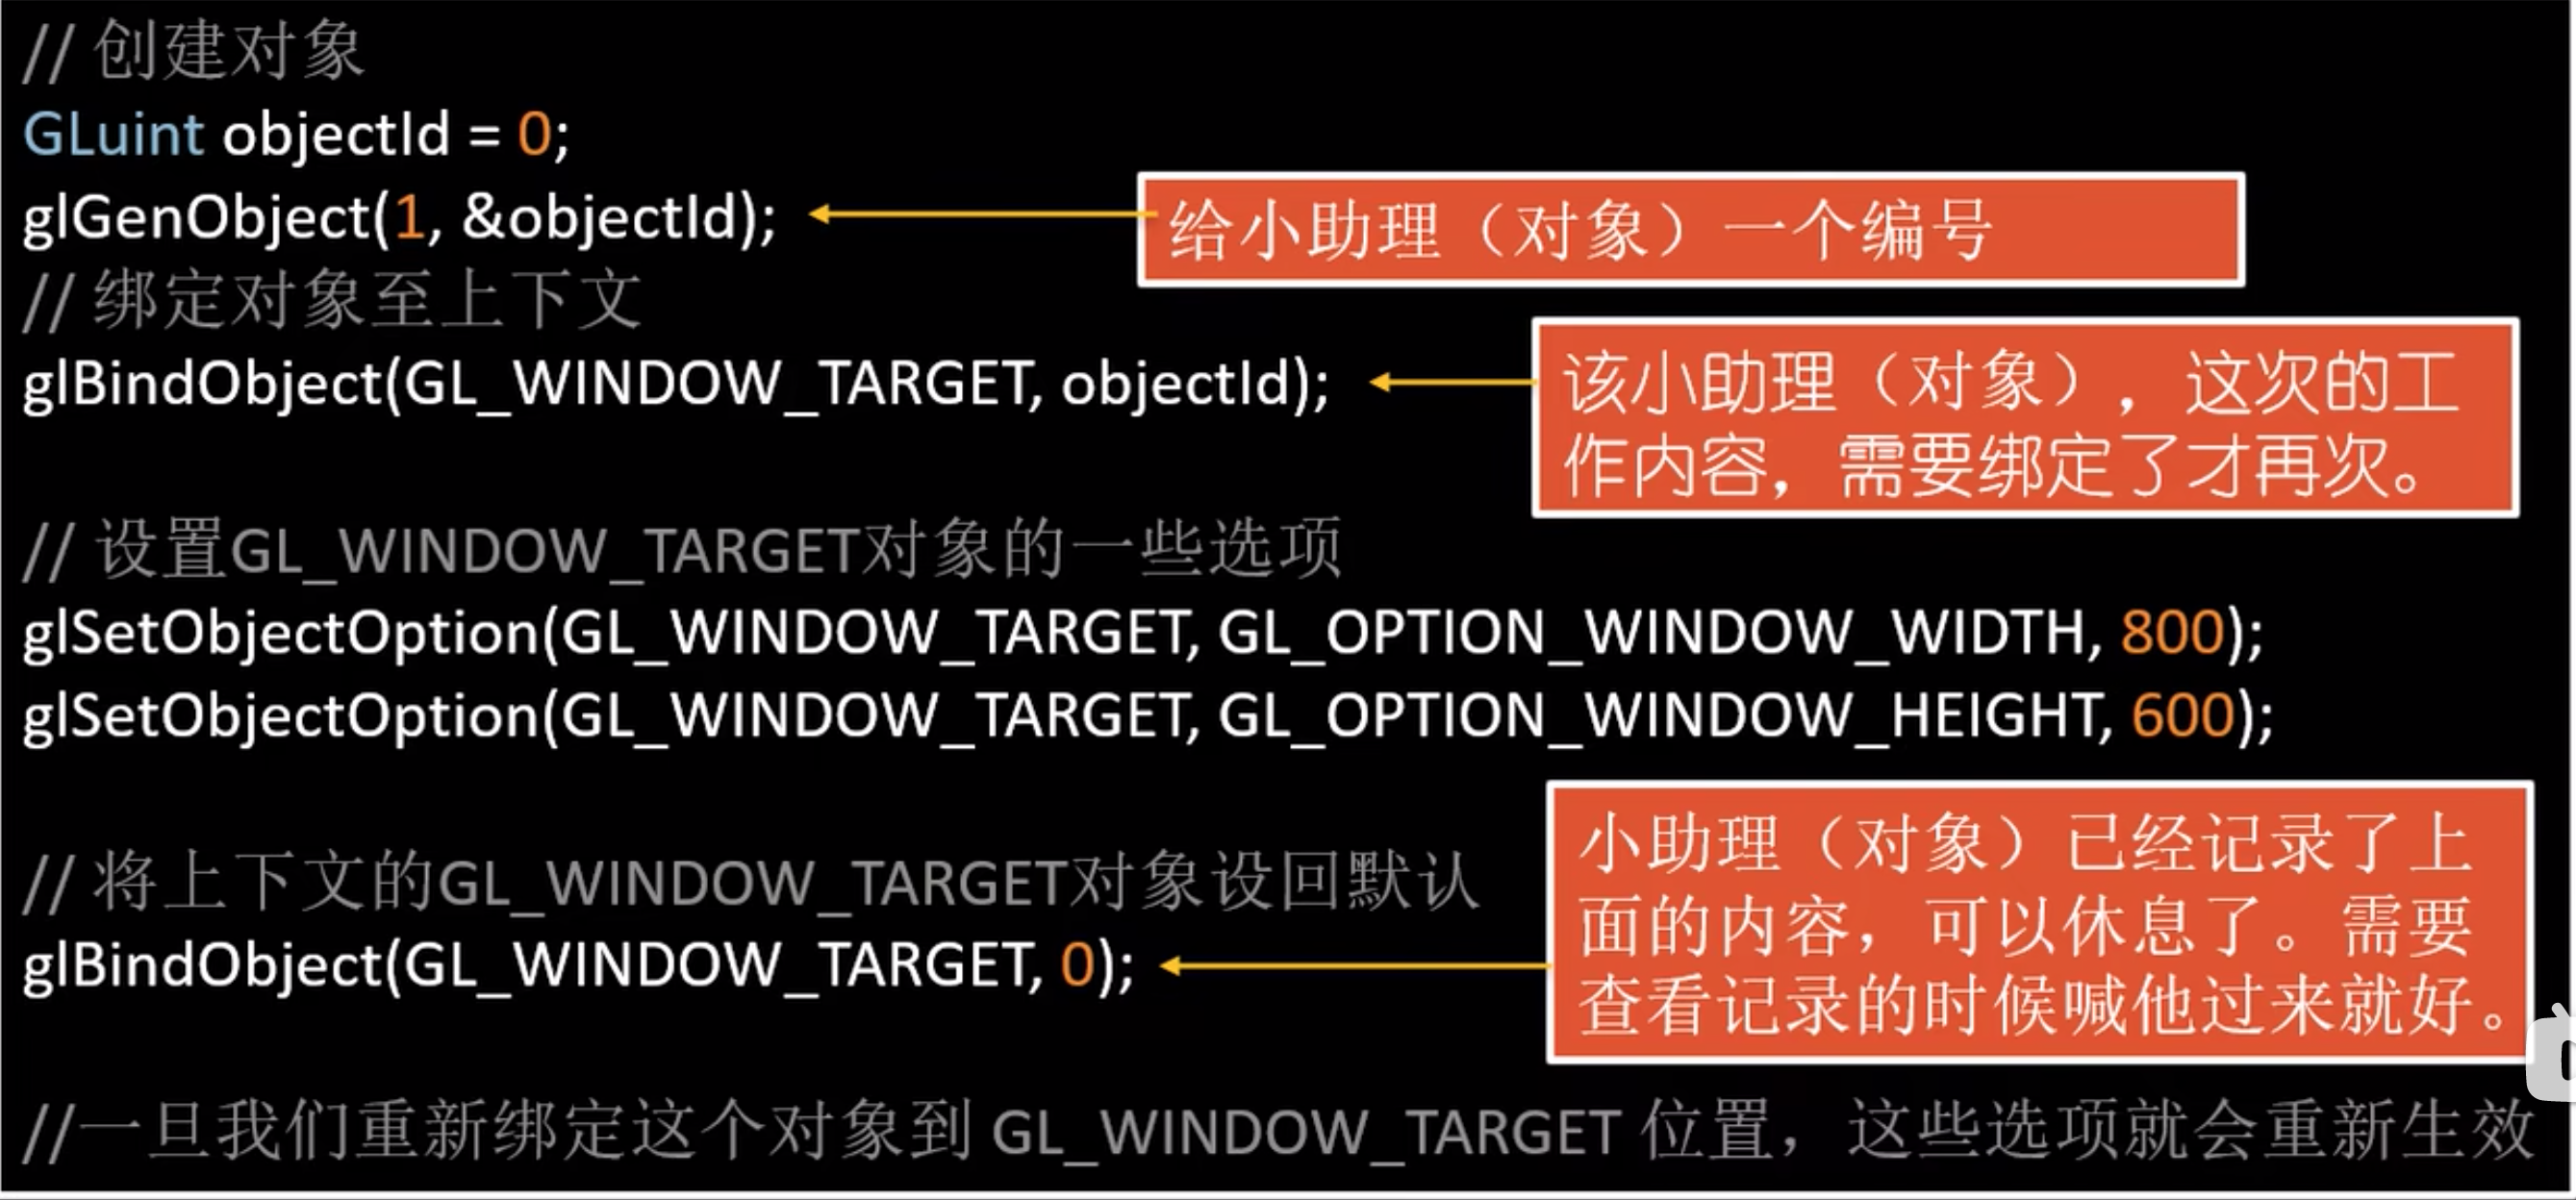 // 创建对象
GLuint objectId = 0;
glGenObject(1, &objectId);
给小助理（对象）一个编号
// 绑定对象至上下文
glBindObject(GL_WINDOW_TARGET, objectId);
该小助理（对象），这次的工
作内容，需要绑定了才再次。
// 设置GL_WINDOW_TARGET对象的一些选项
glSetObjectOption(GL_WINDOW_TARGET, GL_OPTION_WINDOW_WIDTH, 800);
glSetObjectOption(GL_WINDOW_TARGET, GL_OPTION_WINDOW_HEIGHT, 600);
// 将上下文的GL_WINDOW_TARGET对象设回默认
glBindObject(GL_WINDOW_TARGET, 0);
小助理（对象）已经记录了上
面的内容，可以休息了。需要
查看记录的时候喊他过来就好。
//一旦我们重新绑定这个对象到 GL_WINDOW_TARGET 位置，这些选项就会重新生效